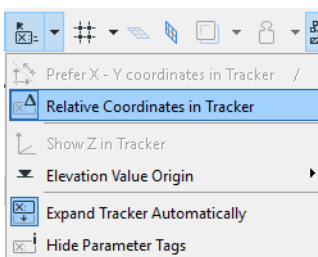 Prefer X - Y coordinates in Tracker /
Relative Coordinates in Tracker
Show Z in Tracker
Elevation Value Origin
Expand Tracker Automatically
Hide Parameter Tags